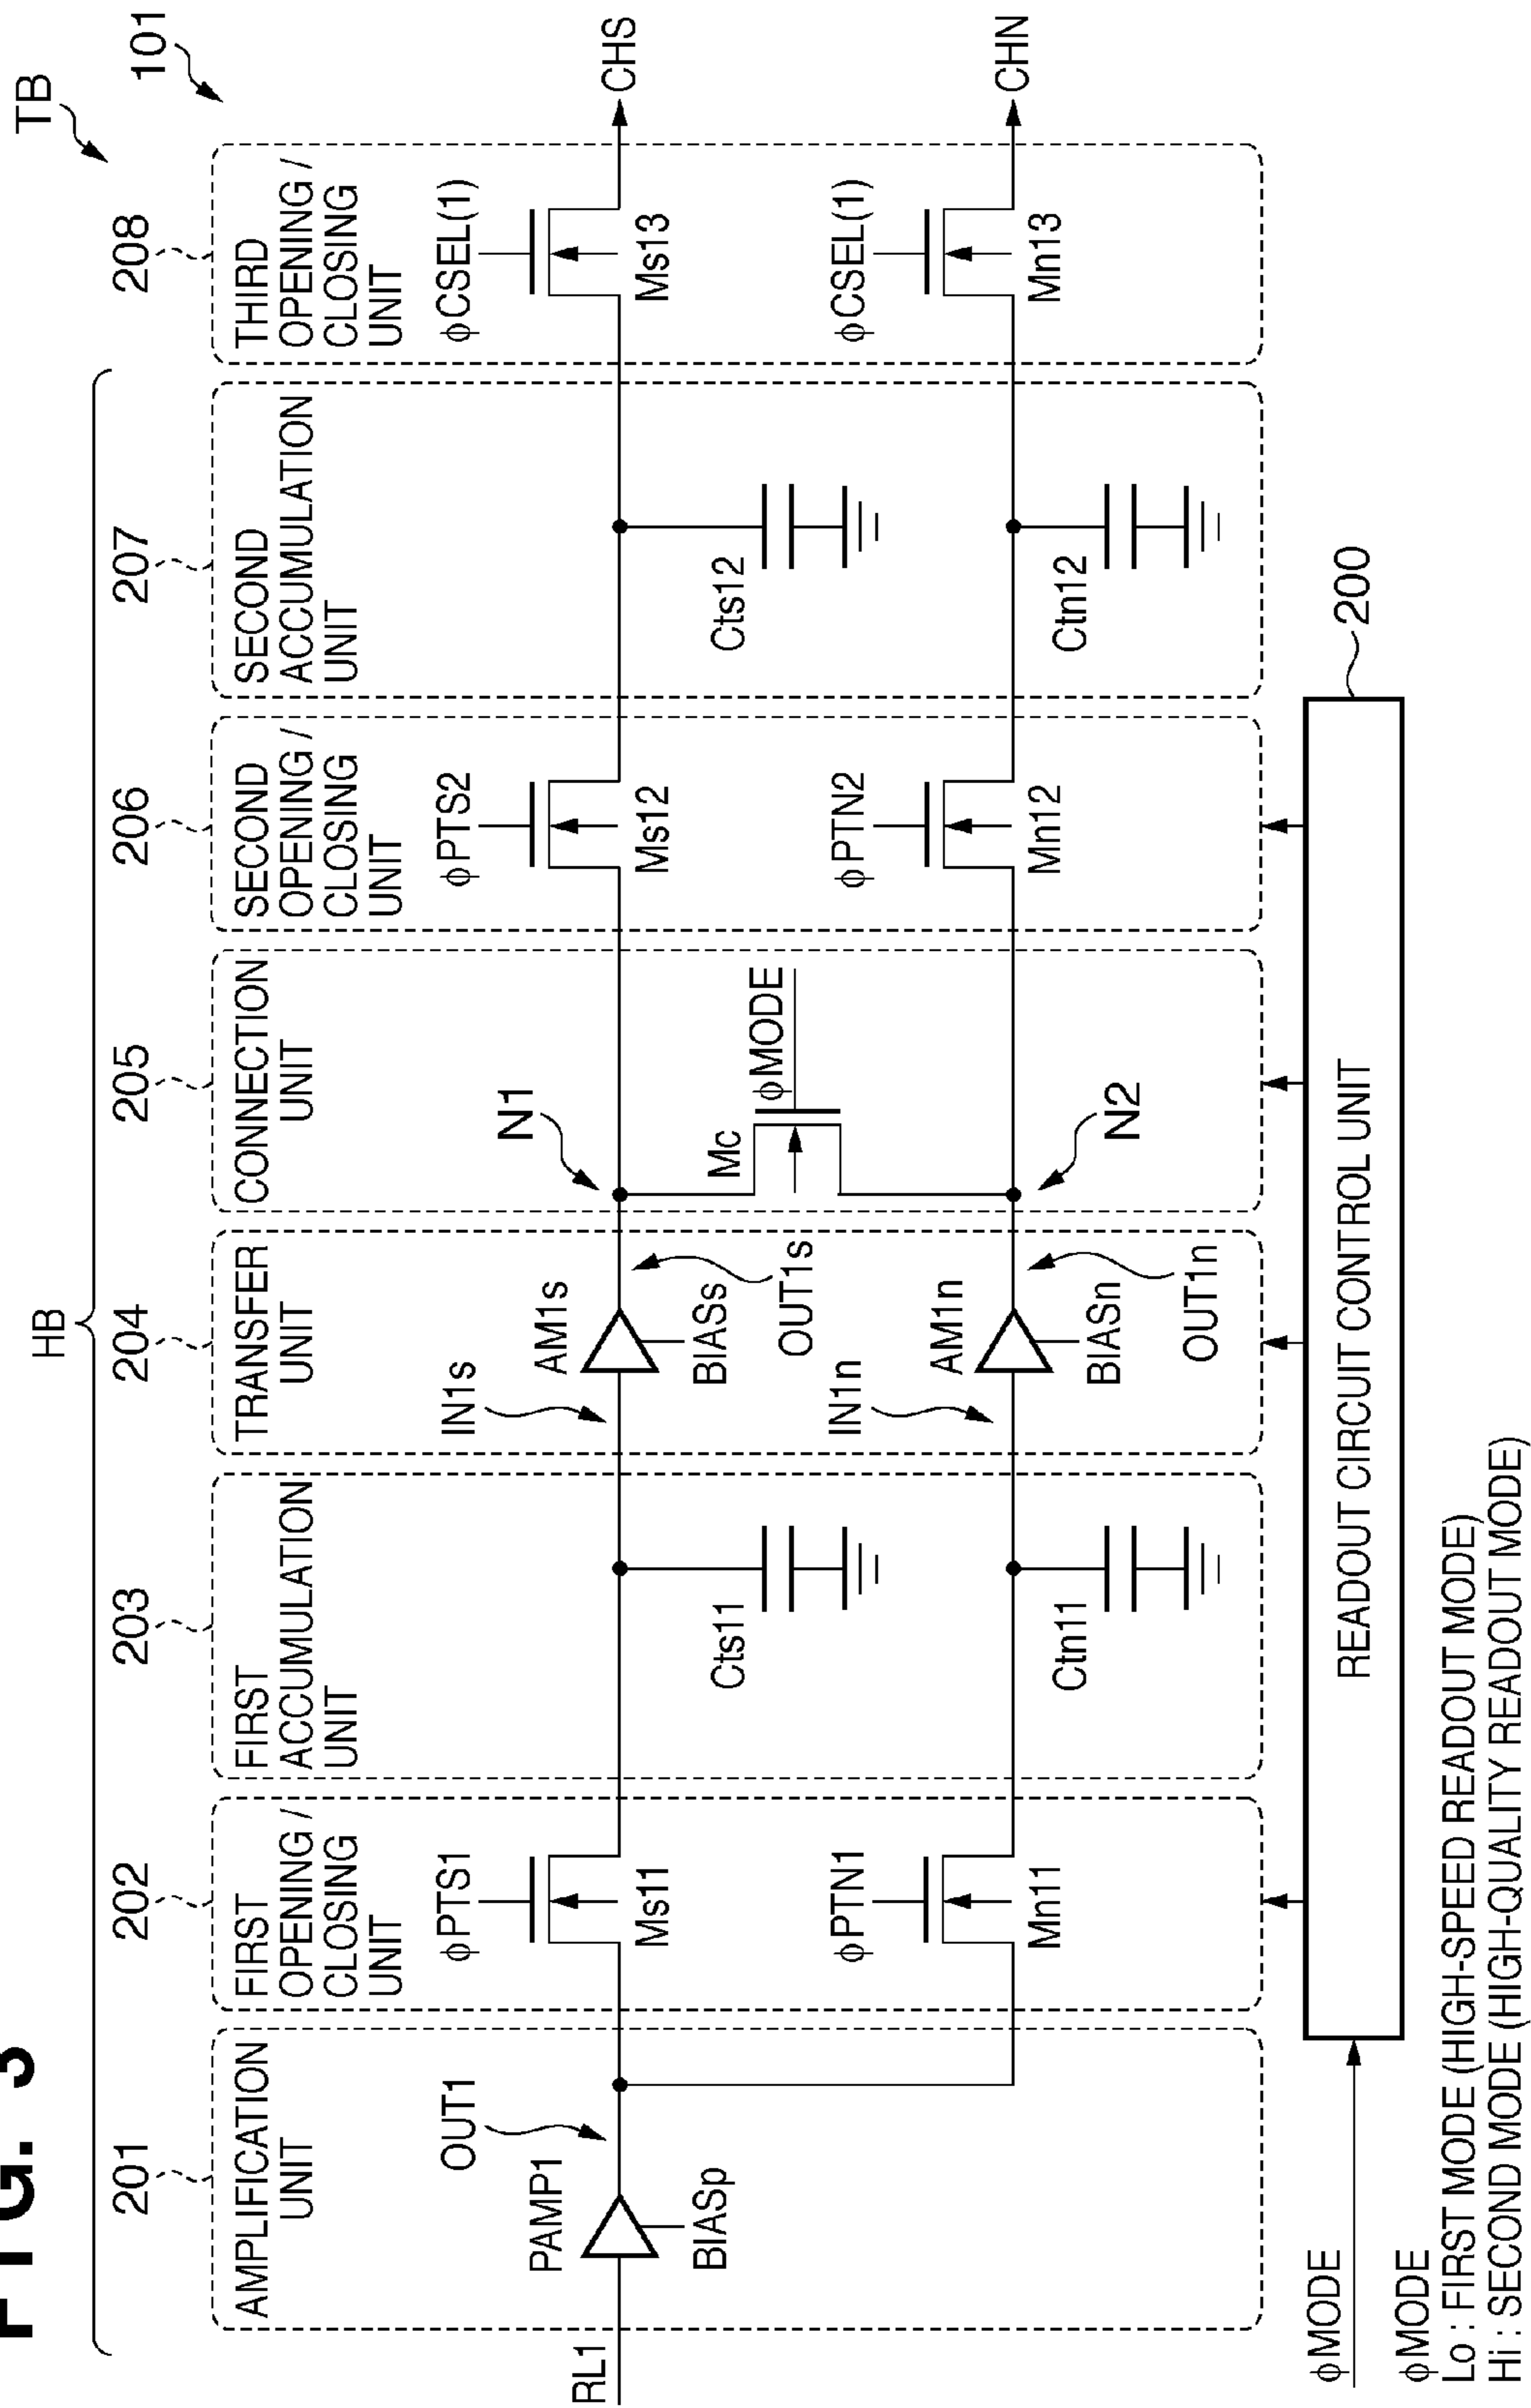 FIG. 3
TB
101
HB
201
202
203
204
205
206
207
208
AMPLIFICATION
UNIT
FIRST
OPENING /
CLOSING
UNIT
FIRST
ACCUMULATION
UNIT
TRANSFER
UNIT
CONNECTION
UNIT
SECOND
OPENING /
CLOSING
UNIT
SECOND
ACCUMULATION
UNIT
THIRD
OPENING /
CLOSING
UNIT
RL1
PAMP1
BIASp
OUT1
ϕPTS1
Ms11
ϕPTN1
Mn11
Cts11
Ctn11
IN1s
AM1s
BIASs
OUT1s
IN1n
AM1n
BIASn
OUT1n
N1
Mc
ϕMODE
N2
ϕPTS2
Ms12
ϕPTN2
Mn12
Cts12
Ctn12
ϕCSEL(1)
Ms13
ϕCSEL(1)
Mn13
CHS
CHN
ϕMODE
READOUT CIRCUIT CONTROL UNIT
200
ϕMODE
Lo : FIRST MODE (HIGH-SPEED READOUT MODE)
Hi : SECOND MODE (HIGH-QUALITY READOUT MODE)